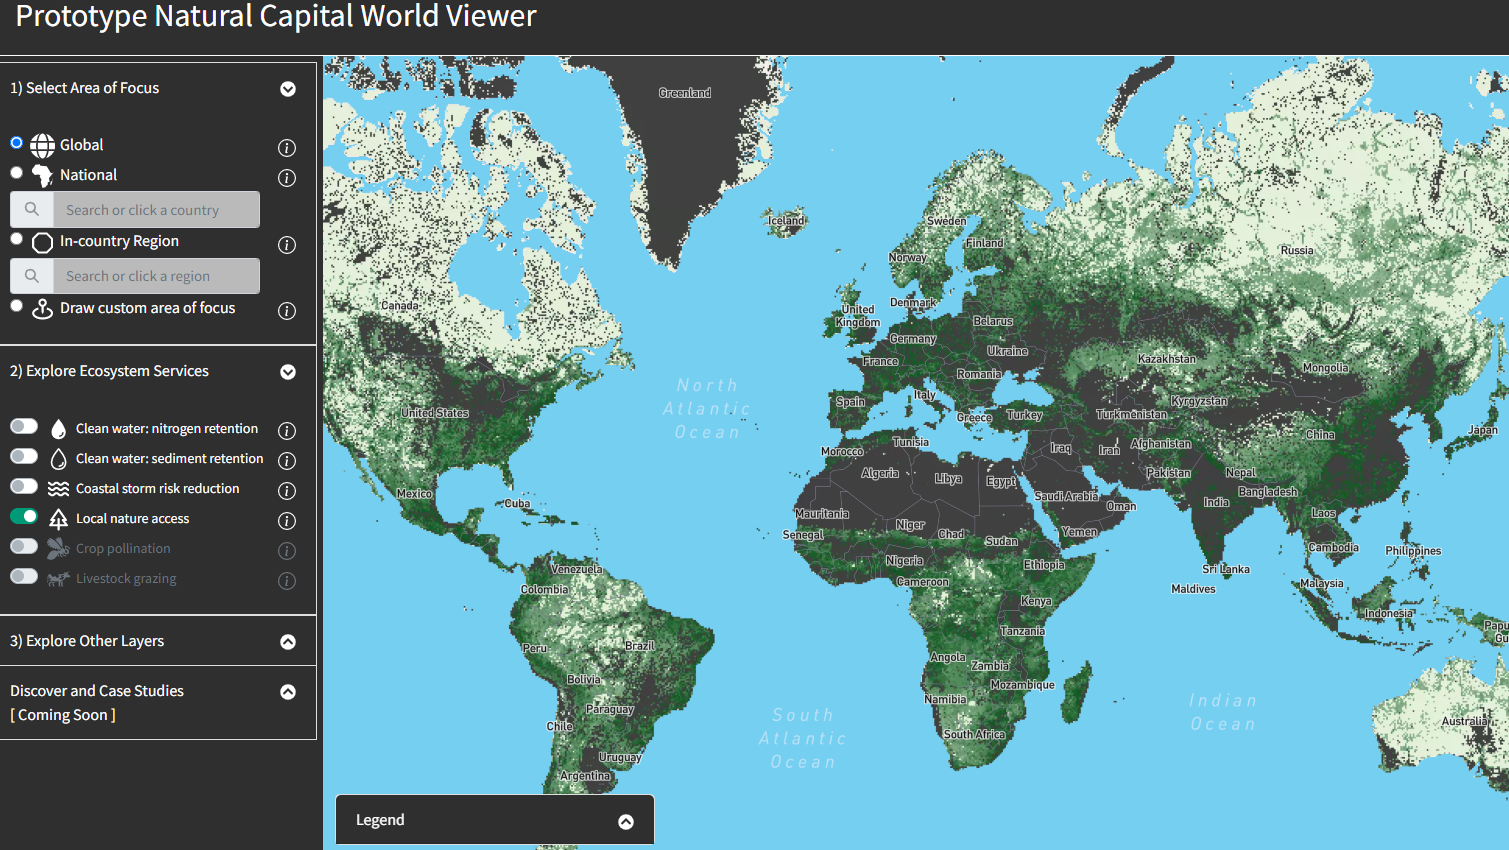 Prototype Natural Capital World Viewer
1) Select Area of Focus
Global
National
Search or click a country
In-country Region
Search or click a region
Draw custom area of focus
2) Explore Ecosystem Services
Clean water: nitrogen retention
Clean water: sediment retention
Coastal storm risk reduction
Local nature access
Crop pollination
Livestock grazing
3) Explore Other Layers
Discover and Case Studies
[ Coming Soon ]
Greenland
Iceland
Sweden
Finland
Norway
Russia
Canada
United
Kingdom
Denmark
Belarus
Germany
Ukraine
France
Romania
Kazakhstan
Mongolia
Italy
Spain
Greece
Turkey
Turkmenistan
Kyrgyzstan
United States
North
Atlantic
Ocean
Japan
China
Tunisia
Morocco
Iraq
Iran
Afghanistan
Algeria
Libya
Egypt
Pakistan
Nepal
Mexico
Cuba
Saudi Arabia
Oman
India
Bangladesh
Mauritania
Laos
Niger
Chad
Sudan
Yemen
Senegal
Cambodia
Philippines
Nigeria
Ethiopia
Sri Lanka
Venezuela
Colombia
Cameroon
Maldives
Malaysia
Kenya
Indonesia
Tanzania
Papu
Gu
Peru
Brazil
Angola
Zambia
Bolivia
Mozambique
Namibia
Paraguay
Chile
South
Atlantic
Ocean
South Africa
Indian
Ocean
Australia
Uruguay
Argentina
Legend